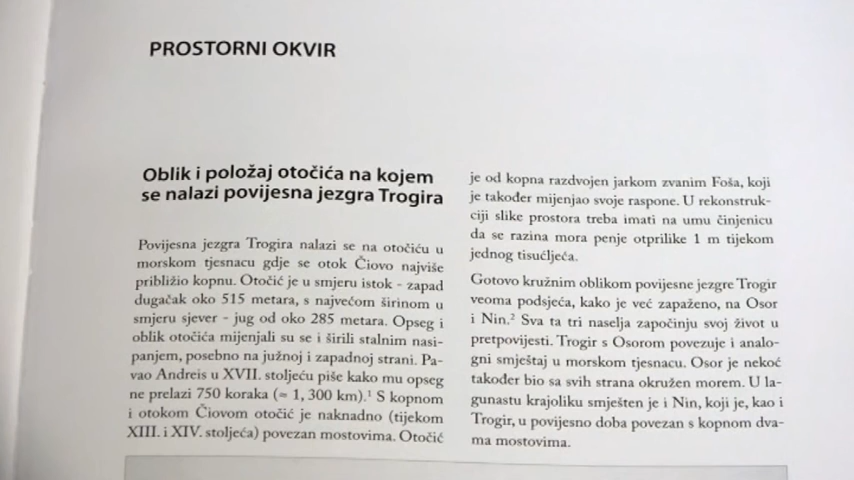 PROSTORNI OKVIR
Oblik i položaj otočića na kojem
se nalazi povijesna jezgra Trogira
Povijesna jezgra Trogira nalazi se na otočiću u
morskom tjesnacu gdje se otok Čiovo najviše
približio kopnu. Otočić je u smjeru istok - zapad
dugačak oko 515 metara, s najvećom širinom u
smjeru sjever - jug od oko 285 metara. Opseg i
oblik otočića mijenjali su se i širili stalnim nasi-
panjem, posebno na južnoj i zapadnoj strani. Pa-
vao Andreis u XVII. stoljeću piše kako mu opseg
ne prelazi 750 koraka (≈ 1, 300 km).¹ S kopnom
i otokom Čiovom otočić je naknadno (tijekom
XIII. i XIV. stoljeća) povezan mostovima. Otočić
je od kopna razdvojen jarkom zvanim Foša, koji
je također mijenjao svoje raspone. U rekonstruk-
ciji slike prostora treba imati na umu činjenicu
da se razina mora penje otprilike 1 m tijekom
jednog tisućljeća.
Gotovo kružnim oblikom povijesne jezgre Trogir
veoma podsjeća, kako je već zapaženo, na Osor
i Nin.² Sva ta tri naselja započinju svoj život u
pretpovijesti. Trogir s Osorom povezuje i analo-
gni smještaj u morskom tjesnacu. Osor je nekoć
također bio sa svih strana okružen morem. U la-
gunastu krajoliku smješten je i Nin, koji je, kao i
Trogir, u povijesno doba povezan s kopnom dva-
ma mostovima.